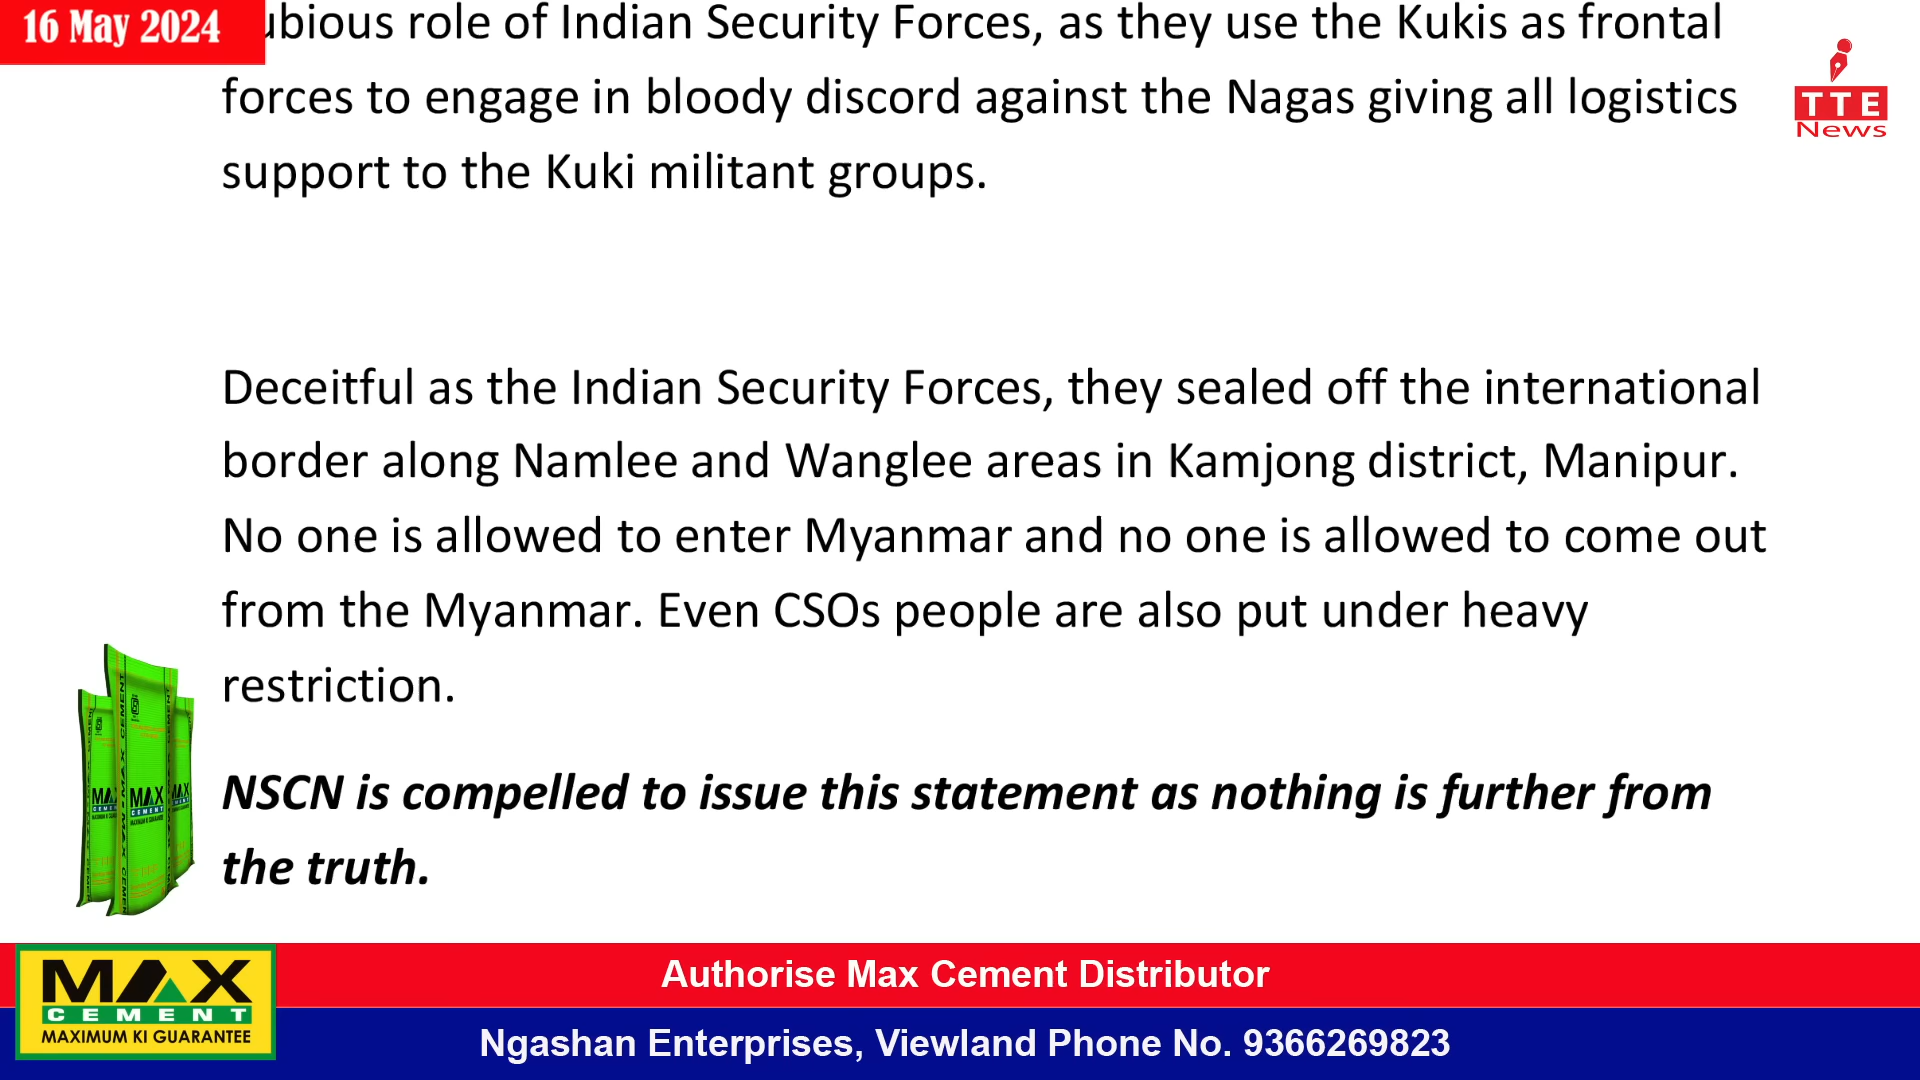 16 May 2024
ubious role of Indian Security Forces, as they use the Kukis as frontal
forces to engage in bloody discord against the Nagas giving all logistics
support to the Kuki militant groups.
TTE
News
Deceitful as the Indian Security Forces, they sealed off the international
border along Namlee and Wanglee areas in Kamjong district, Manipur.
No one is allowed to enter Myanmar and no one is allowed to come out
from the Myanmar. Even CSOs people are also put under heavy
restriction.
NSCN is compelled to issue this statement as nothing is further from
the truth.
MAX CEMENT
MAX
CEMENT
MAX
CEMENT
MAXIMUM KI GUARANTEE
Authorise Max Cement Distributor
Ngashan Enterprises, Viewland Phone No. 9366269823